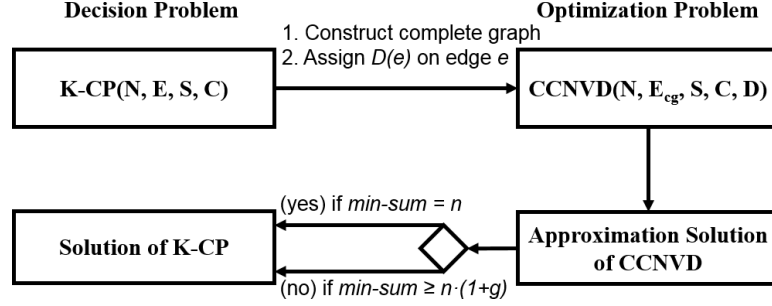 Decision Problem
Optimization Problem
1. Construct complete graph
2. Assign D(e) on edge e
K-CP(N, E, S, C)
CCNVD(N, Ecg, S, C, D)
(yes) if min-sum = n
Solution of K-CP
Approximation Solution
of CCNVD
(no) if min-sum ≥ n·(1+g)